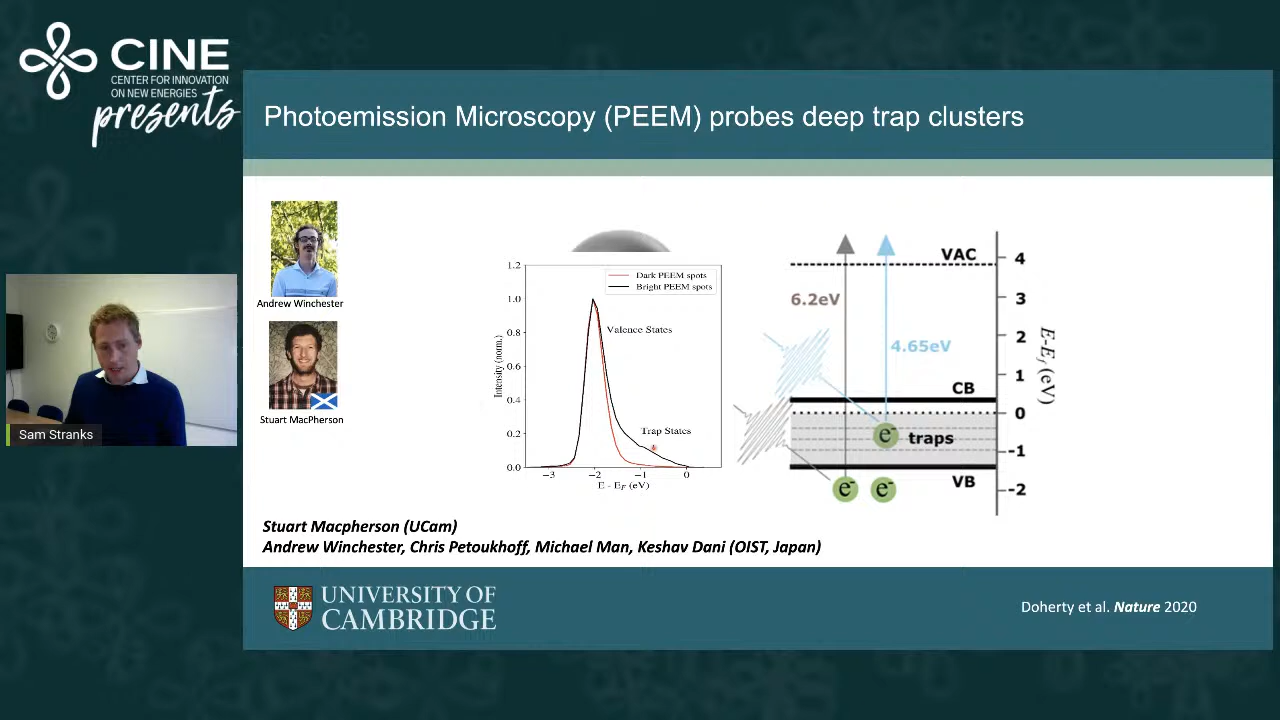 CINE
CENTER FOR INNOVATION
ON NEW ENERGIES
presents
Photoemission Microscopy (PEEM) probes deep trap clusters
Andrew Winchester
Stuart MacPherson
Sam Stranks
1.2
1.0
0.8
0.6
0.4
0.2
0.0
Intensity (norm.)
Dark PEEM spots
Bright PEEM spots
Valence States
Trap States
*
−3
−2
−1
0
E - EF (eV)
VAC
6.2eV
4.65eV
CB
e- traps
VB
e- e-
4
3
2
1
0
-1
-2
E-Ef (eV)
Stuart Macpherson (UCam)
Andrew Winchester, Chris Petoukhoff, Michael Man, Keshav Dani (OIST, Japan)
UNIVERSITY OF
CAMBRIDGE
Doherty et al. Nature 2020